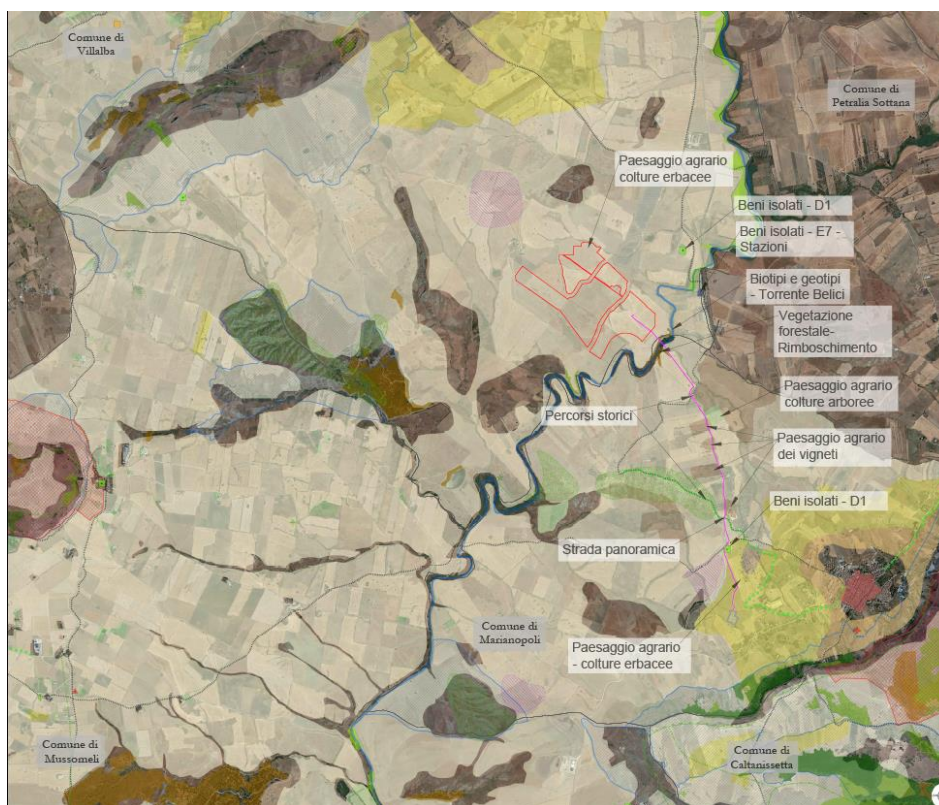 Comune di
Villalba
Comune di
Petralia Sottana
Paesaggio agrario
colture erbacee
Beni isolati - D1
Beni isolati - E7 -
Stazioni
Biotipi e geotipi
- Torrente Belici
Vegetazione
forestale-
Rimboschimento
Paesaggio agrario
colture arboree
Percorsi storici
Paesaggio agrario
dei vigneti
Beni isolati - D1
Strada panoramica
Comune di
Marianopoli
Paesaggio agrario
- colture erbacee
Comune di
Mussomeli
Comune di
Caltanissetta